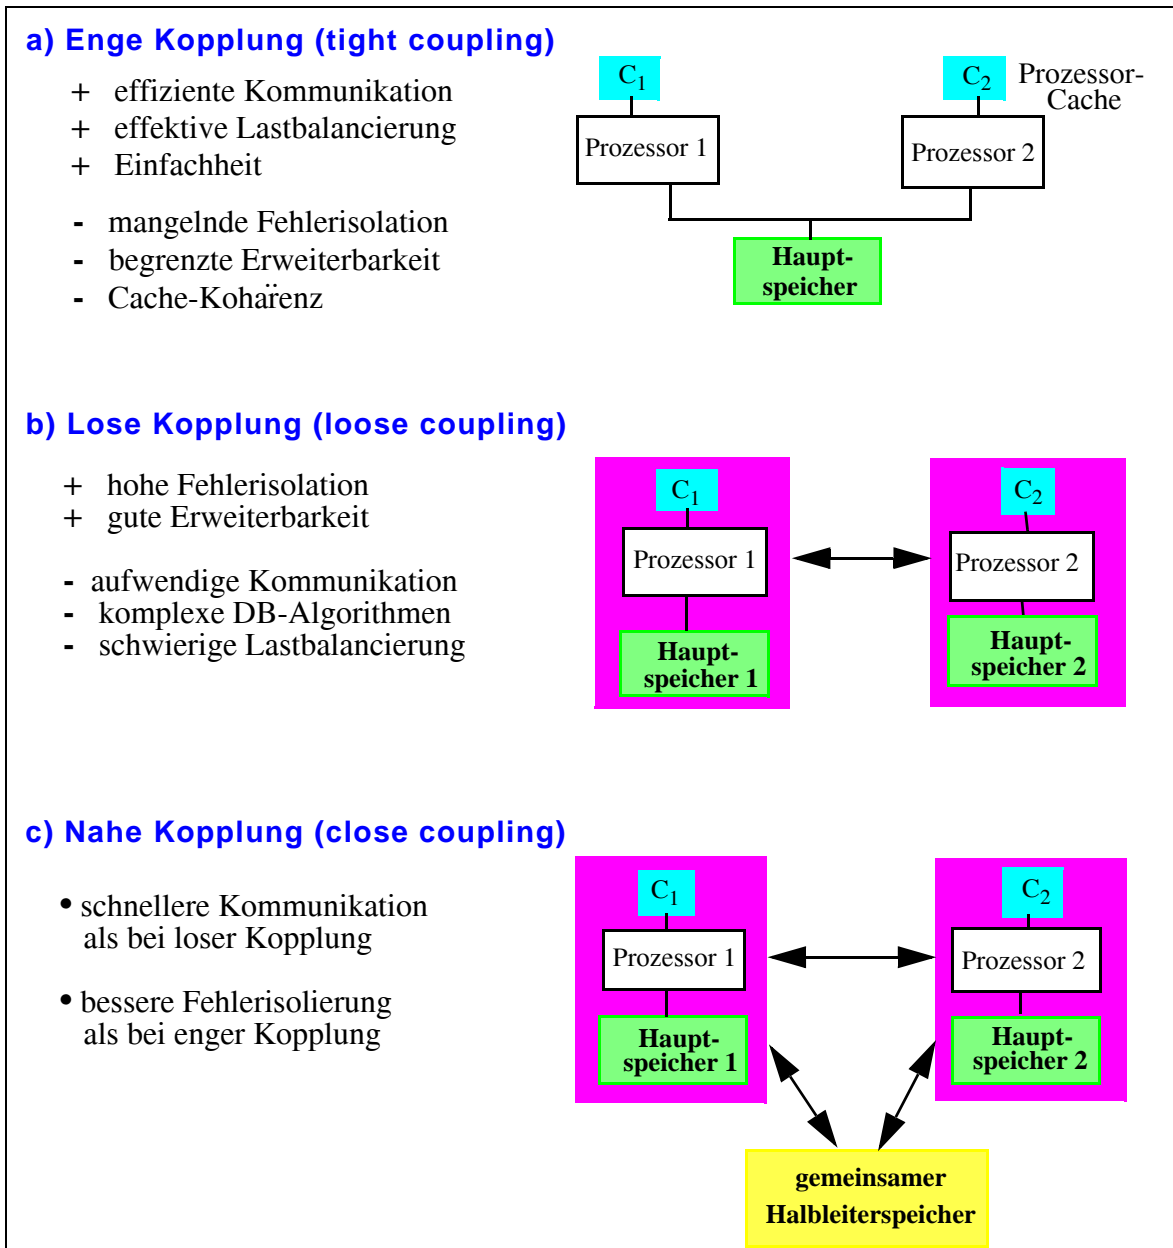 a) Enge Kopplung (tight coupling)
+ effiziente Kommunikation
+ effektive Lastbalancierung
+ Einfachheit
- mangelnde Fehlerisolation
- begrenzte Erweiterbarkeit
- Cache-Kohärenz
C1
C2
Prozessor-
Cache
Prozessor 1
Prozessor 2
Haupt-
speicher
b) Lose Kopplung (loose coupling)
+ hohe Fehlerisolation
+ gute Erweiterbarkeit
- aufwendige Kommunikation
- komplexe DB-Algorithmen
- schwierige Lastbalancierung
C1
Prozessor 1
Haupt-
speicher 1
C2
Prozessor 2
Haupt-
speicher 2
c) Nahe Kopplung (close coupling)
• schnellere Kommunikation
als bei loser Kopplung
• bessere Fehlerisolierung
als bei enger Kopplung
C1
Prozessor 1
Haupt-
speicher 1
C2
Prozessor 2
Haupt-
speicher 2
gemeinsamer
Halbleiterspeicher